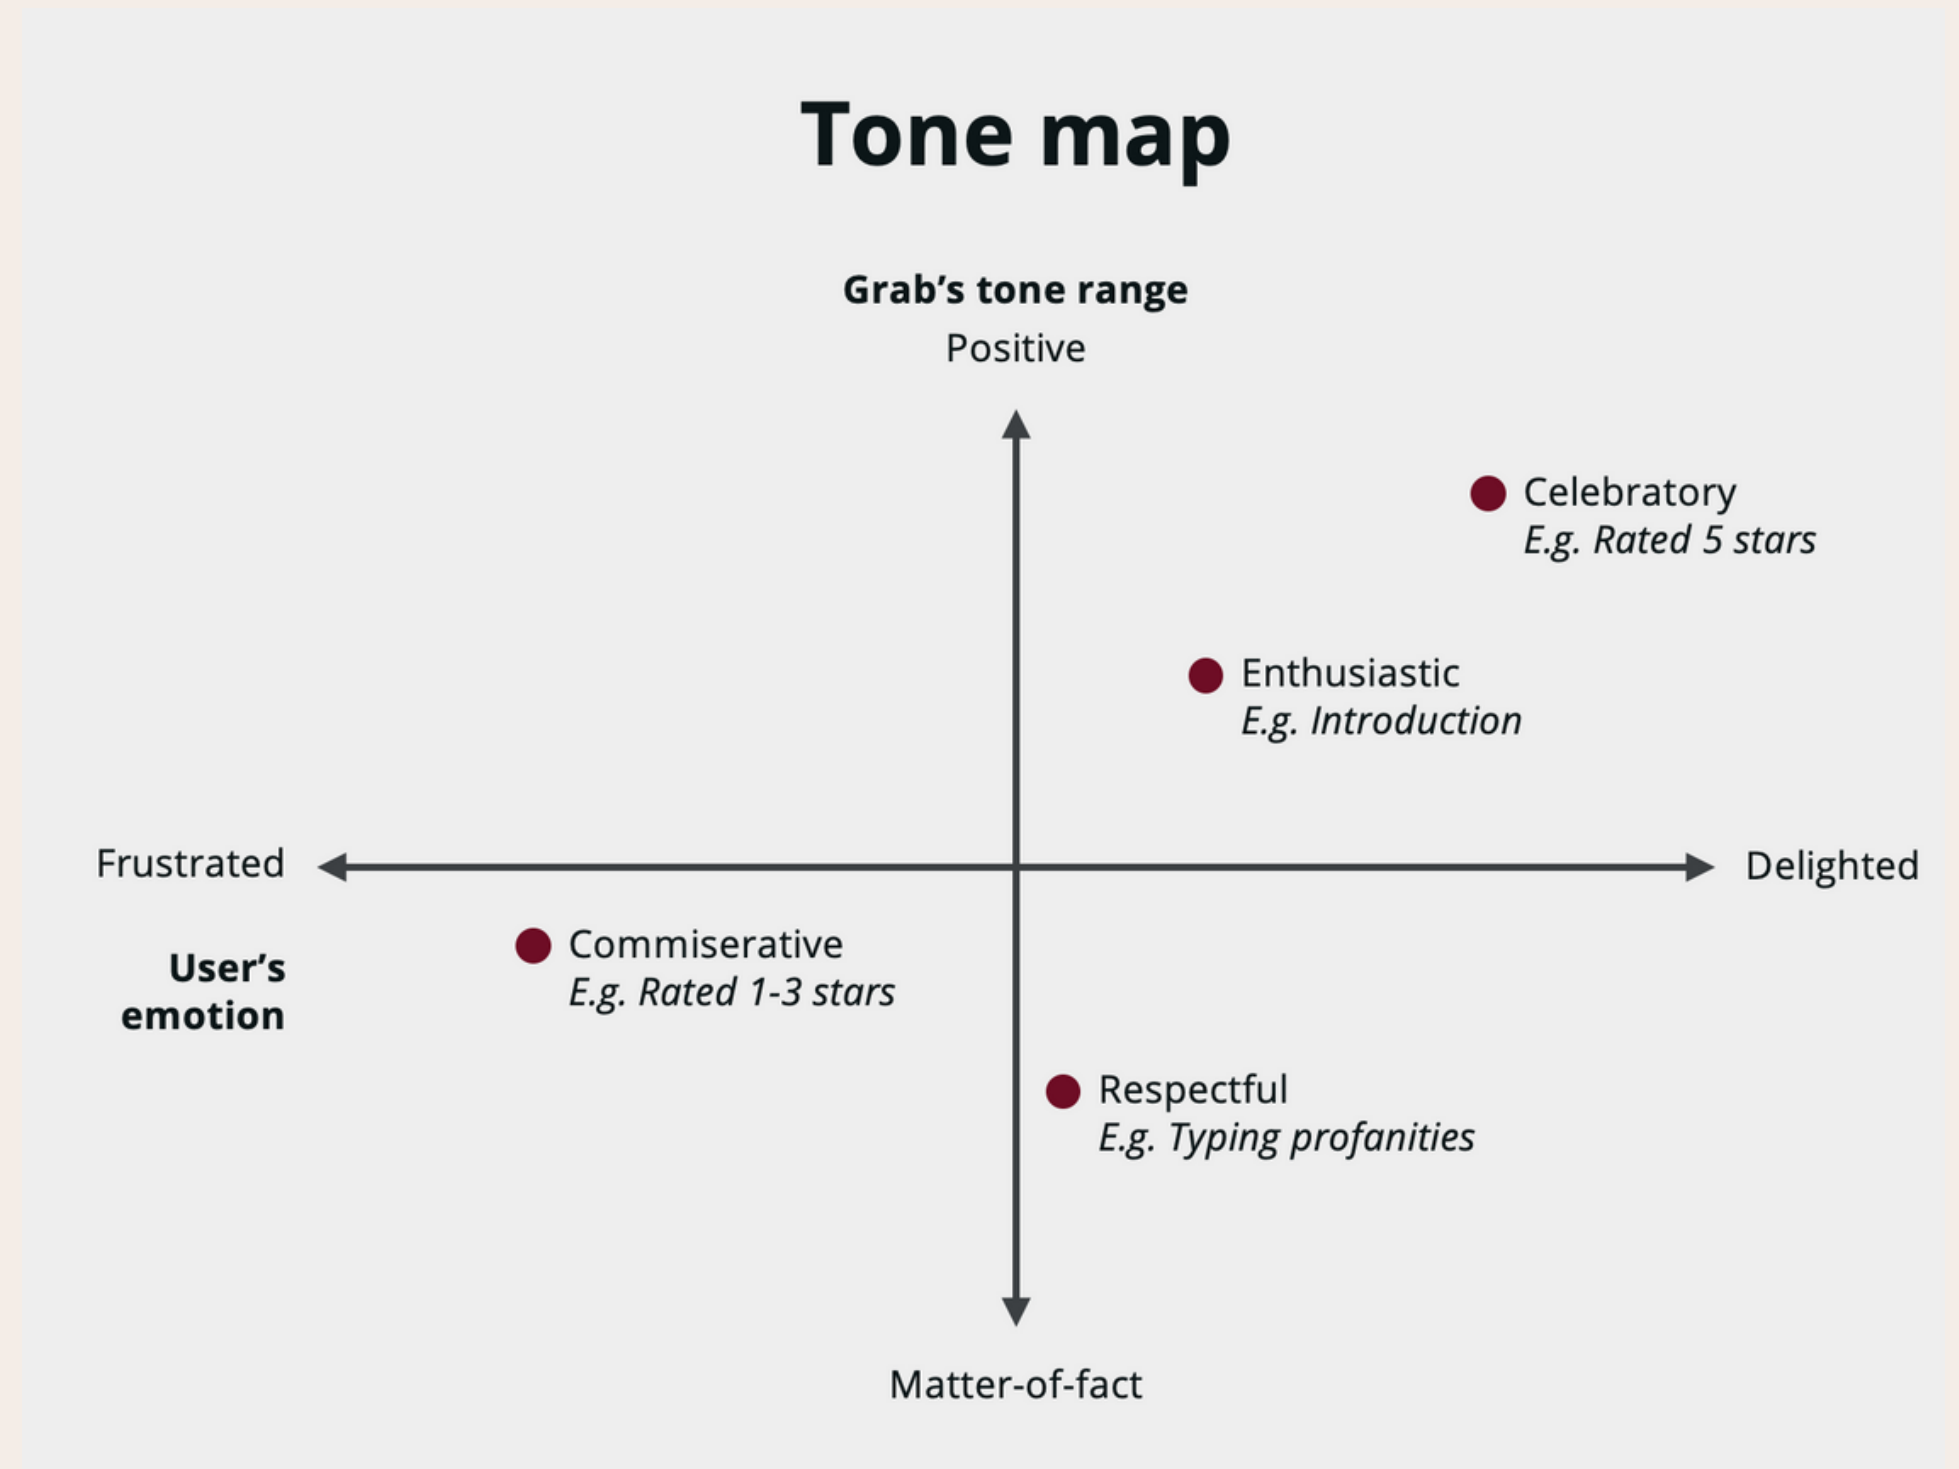 Tone map
Grab’s tone range
Positive
Celebratory
E.g. Rated 5 stars
Enthusiastic
E.g. Introduction
Frustrated
Delighted
User’s
emotion
Commiserative
E.g. Rated 1-3 stars
Respectful
E.g. Typing profanities
Matter-of-fact